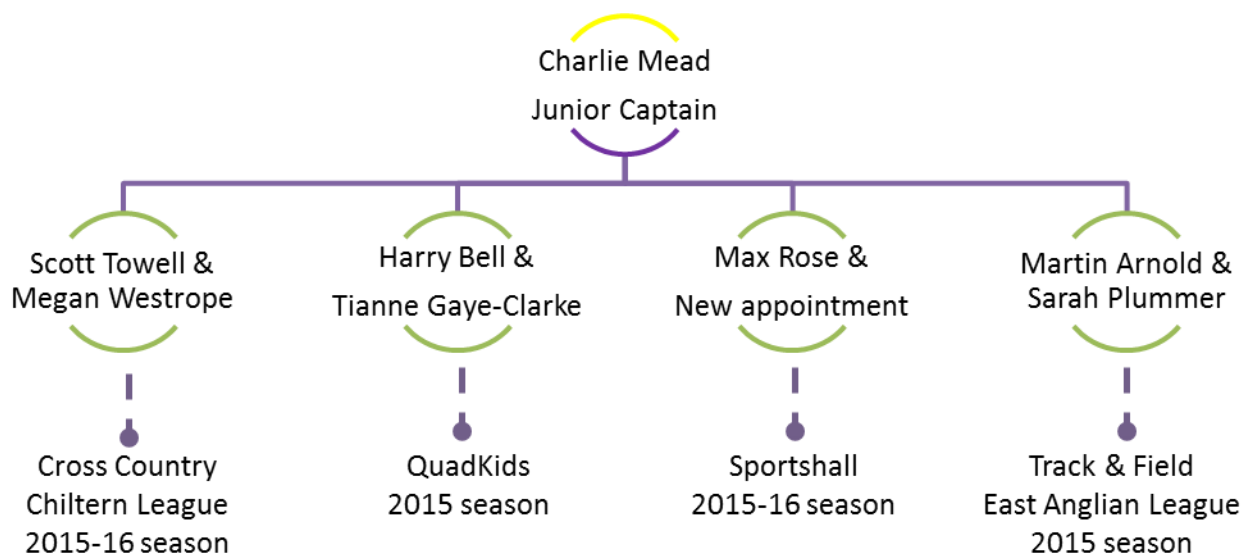 Charlie Mead
Junior Captain
Scott Towell &
Megan Westrope
Harry Bell &
Tianne Gaye-Clarke
Max Rose &
New appointment
Martin Arnold &
Sarah Plummer
Cross Country
Chiltern League
2015-16 season
QuadKids
2015 season
Sportshall
2015-16 season
Track & Field
East Anglian League
2015 season